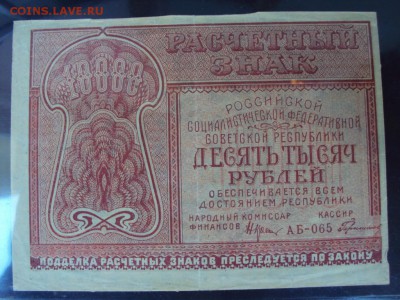 COINS.LAVE.RU
10000
РАСЧЕТНЫЙ
ЗНАК
РОССИЙСКОЙ
СОЦИАЛИСТИЧЕСКОЙ ФЕДЕРАТИВНОЙ
СОВЕТСКОЙ РЕСПУБЛИКИ
ДЕСЯТЬ ТЫСЯЧ
РУБЛЕЙ
ОБЕСПЕЧИВАЕТСЯ ВСЕМ
ДОСТОЯНИЕМ РЕСПУБЛИКИ
НАРОДНЫЙ КОМИССАР КАССИР
ФИНАНСОВ АБ-065
ПОДДЕЛКА РАСЧЕТНЫХ ЗНАКОВ ПРЕСЛЕДУЕТСЯ ПО ЗАКОНУ